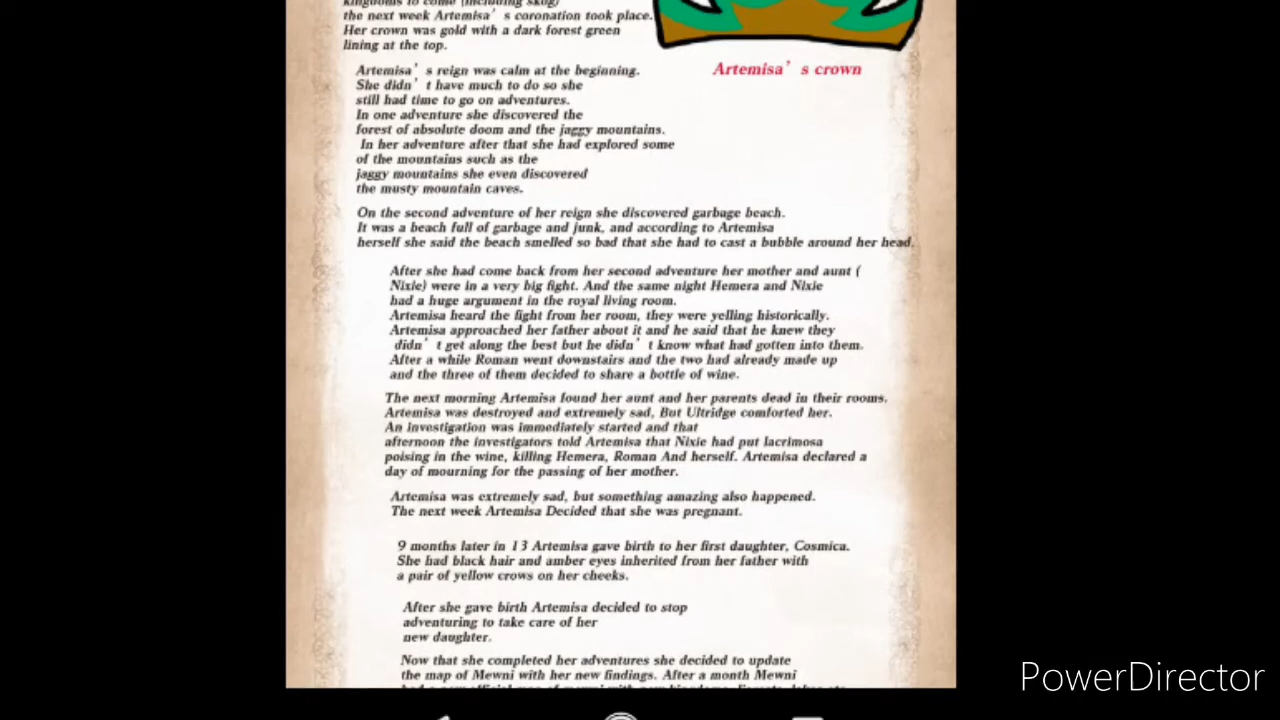 kingdoms to come (including skog)
the next week Artemisa's coronation took place.
Her crown was gold with a dark forest green
lining at the top.
Artemisa's crown
Artemisa's reign was calm at the beginning.
She didn't have much to do so she
still had time to go on adventures.
In one adventure she discovered the
forest of absolute doom and the jaggy mountains.
In her adventure after that she had explored some
of the mountains such as the
jaggy mountains she even discovered
the musty mountain caves.
On the second adventure of her reign she discovered garbage beach.
It was a beach full of garbage and junk, and according to Artemisa
herself she said the beach smelled so bad that she had to cast a bubble around her head.
After she had come back from her second adventure her mother and aunt (
Nixie) were in a very big fight. And the same night Hemera and Nixie
had a huge argument in the royal living room.
Artemisa heard the fight from her room, they were yelling historically.
Artemisa approached her father about it and he said that he knew they
didn't get along the best but he didn't know what had gotten into them.
After a while Roman went downstairs and the two had already made up
and the three of them decided to share a bottle of wine.
The next morning Artemisa found her aunt and her parents dead in their rooms.
Artemisa was destroyed and extremely sad, But Ultridge comforted her.
An investigation was immediately started and that
afternoon the investigators told Artemisa that Nixie had put lacrimosa
poising in the wine, killing Hemera, Roman And herself. Artemisa declared a
day of mourning for the passing of her mother.
Artemisa was extremely sad, but something amazing also happened.
The next week Artemisa Decided that she was pregnant.
9 months later in 13 Artemisa gave birth to her first daughter, Cosmica.
She had black hair and amber eyes inherited from her father with
a pair of yellow crows on her cheeks.
After she gave birth Artemisa decided to stop
adventuring to take care of her
new daughter.
Now that she completed her adventures she decided to update
the map of Mewni with her new findings. After a month Mewni
PowerDirector